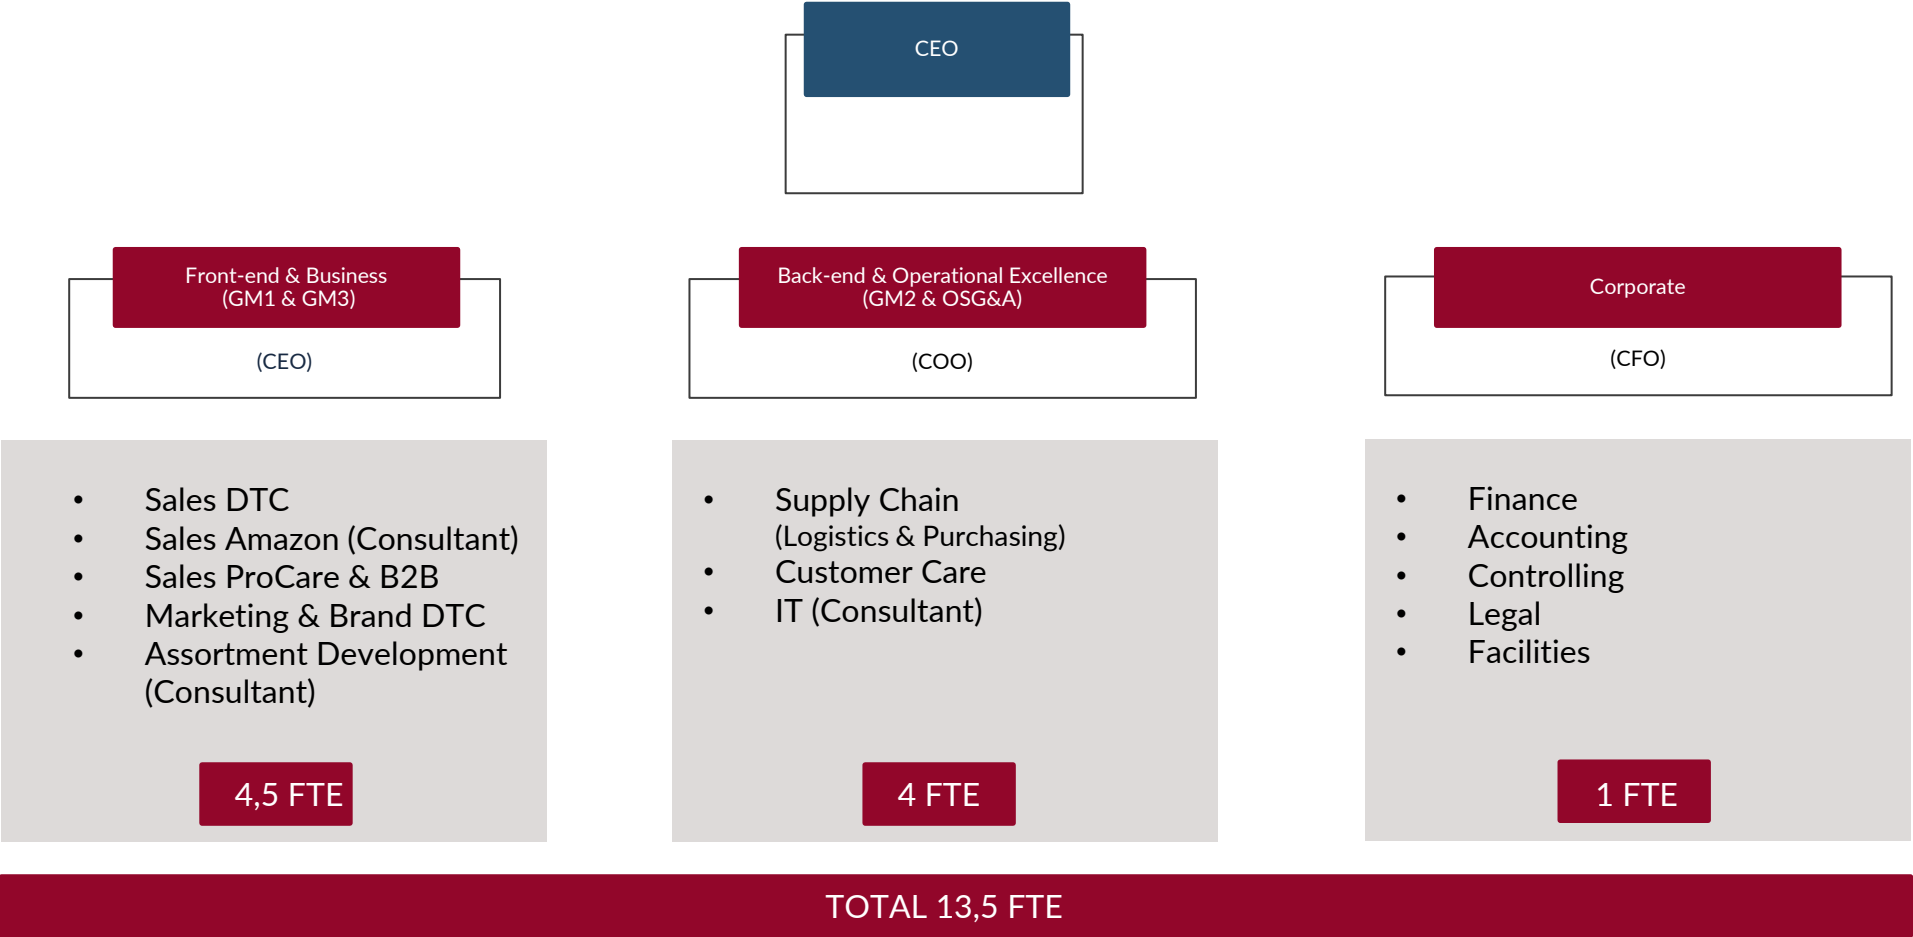 CEO
Front-end & Business
(GM1 & GM3)
(CEO)
Back-end & Operational Excellence
(GM2 & OSG&A)
(COO)
Corporate
(CFO)
• Sales DTC
• Sales Amazon (Consultant)
• Sales ProCare & B2B
• Marketing & Brand DTC
• Assortment Development
(Consultant)
4,5 FTE
• Supply Chain
(Logistics & Purchasing)
• Customer Care
• IT (Consultant)
4 FTE
• Finance
• Accounting
• Controlling
• Legal
• Facilities
1 FTE
TOTAL 13,5 FTE